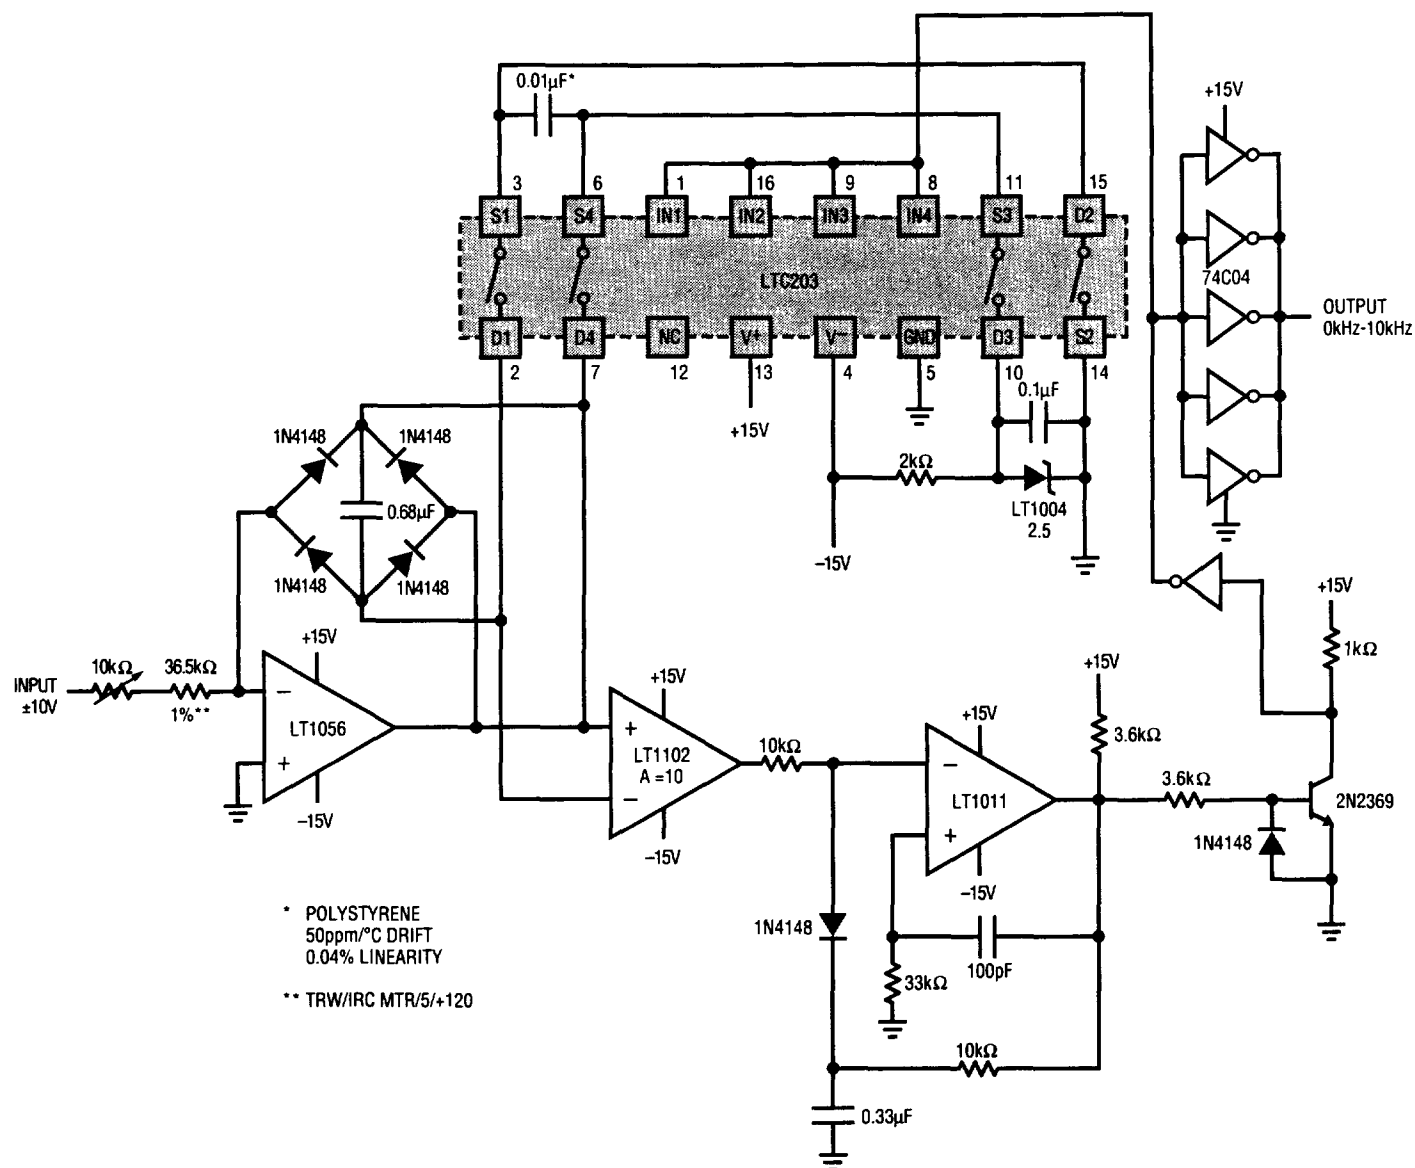 0.01µF*
+15V
3 6 1 16 9 8 11 15
S1 S4 IN1 IN2 IN3 IN4 S3 D2
LTC203
74C04
OUTPUT
0kHz-10kHz
D1 D4 NC V+ V– GND D3 S2
2 7 12 13 4 5 10 14
+15V
0.1µF
2kΩ
LT1004
2.5
–15V
1N4148
1N4148
0.68µF
1N4148
1N4148
+15V
1kΩ
INPUT
±10V
10kΩ
36.5kΩ
1%**
+15V
–
LT1056
+
–15V
+15V
+
LT1102
A =10
–
–15V
10kΩ
+15V
3.6kΩ
+15V
–
LT1011
+
–15V
3.6kΩ
2N2369
1N4148
1N4148
100pF
33kΩ
10kΩ
0.33µF
* POLYSTYRENE
50ppm/°C DRIFT
0.04% LINEARITY
** TRW/IRC MTR/5/+120